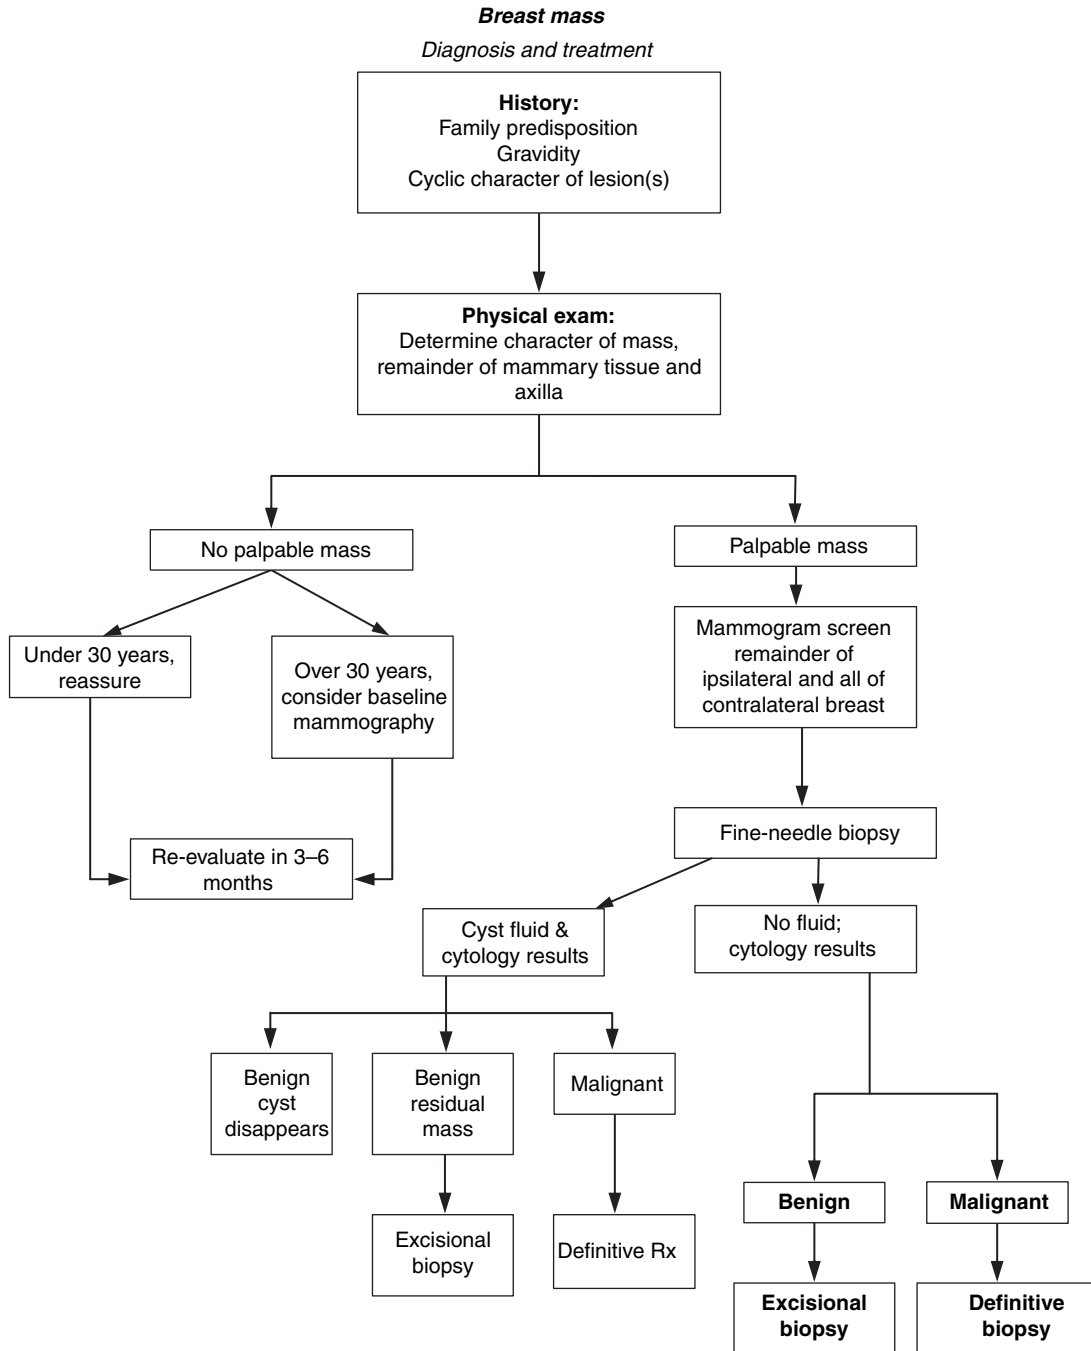 Breast mass
Diagnosis and treatment
History:
Family predisposition
Gravidity
Cyclic character of lesion(s)
Physical exam:
Determine character of mass,
remainder of mammary tissue and
axilla
No palpable mass
Palpable mass
Under 30 years,
reassure
Over 30 years,
consider baseline
mammography
Mammogram screen
remainder of
ipsilateral and all of
contralateral breast
Re-evaluate in 3–6
months
Fine-needle biopsy
Cyst fluid &
cytology results
No fluid;
cytology results
Benign
cyst
disappears
Benign
residual
mass
Malignant
Excisional
biopsy
Definitive Rx
Benign
Malignant
Excisional
biopsy
Definitive
biopsy